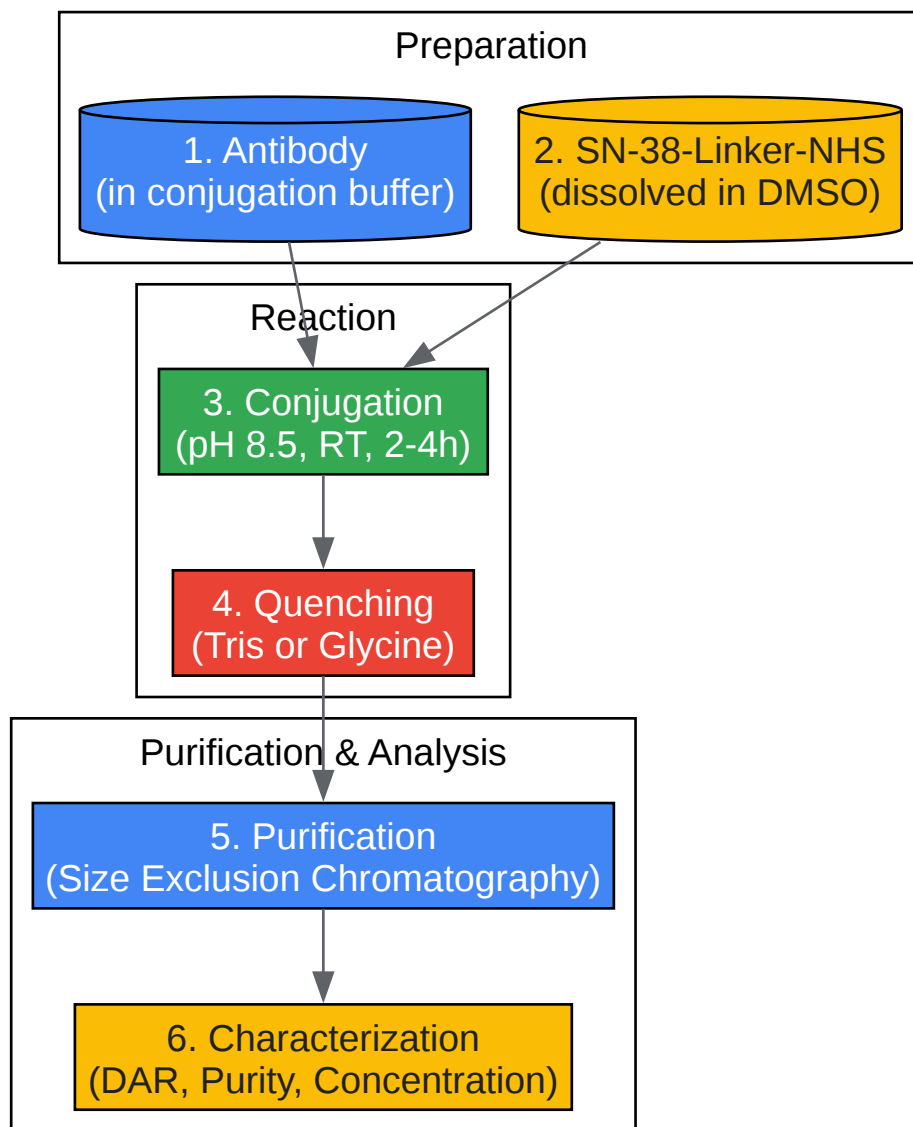 Preparation
1. Antibody
(in conjugation buffer)
2. SN-38-Linker-NHS
(dissolved in DMSO)
Reaction
3. Conjugation
(pH 8.5, RT, 2-4h)
4. Quenching
(Tris or Glycine)
Purification & Analysis
5. Purification
(Size Exclusion Chromatography)
6. Characterization
(DAR, Purity, Concentration)